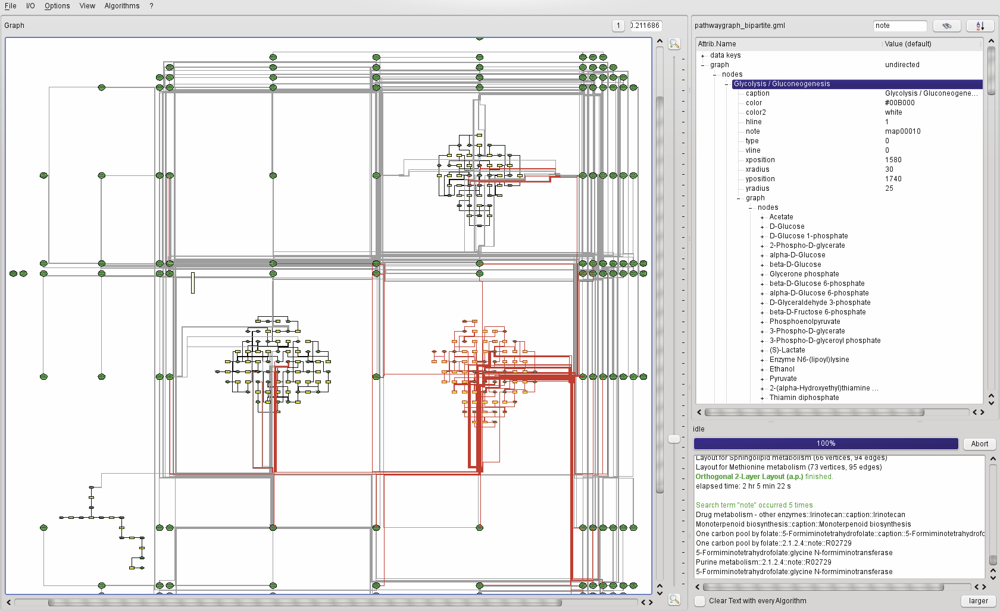 File I/O Options View Algorithms ?
Graph
1
0.211686
pathwaygraph_bipartite.gml
note
Attrib.Name Value (default)
data keys
graph undirected
nodes
Glycolysis / Gluconeogenesis
caption Glycolysis / Gluconeogene...
color #00B000
color2 white
hline 1
note map00010
type 0
vline 0
xposition 1580
xradius 30
yposition 1740
yradius 25
graph
nodes
Acetate
D-Glucose
D-Glucose 1-phosphate
2-Phospho-D-glycerate
alpha-D-Glucose
beta-D-Glucose
Glycerone phosphate
beta-D-Glucose 6-phosphate
alpha-D-Glucose 6-phosphate
D-Glyceraldehyde 3-phosphate
beta-D-Fructose 6-phosphate
Phosphoenolpyruvate
3-Phospho-D-glycerate
3-Phospho-D-glyceroyl phosphate
(S)-Lactate
Enzyme N6-(lipoyl)lysine
Ethanol
Pyruvate
2-(alpha-Hydroxyethyl)thiamine ...
Thiamin diphosphate
idle
100%
Abort
Layout for Sphingolipid metabolism (66 vertices, 94 edges)
Layout for Methionine metabolism (73 vertices, 95 edges)
Orthogonal 2-Layer Layout (a.p.) finished.
elapsed time: 2 hr 5 min 22 s
Search term "note" occurred 5 times
Drug metabolism - other enzymes::Irinotecan::caption::Irinotecan
Monoterpenoid biosynthesis::caption::Monoterpenoid biosynthesis
One carbon pool by folate::5-Formiminotetrahydrofolate::caption::5-Formiminotetrahydrofo
One carbon pool by folate::2.1.2.4::note::R02729
5-Formiminotetrahydrofolate:glycine N-formiminotransferase
Purine metabolism::2.1.2.4::note::R02729
5-Formiminotetrahydrofolate:glycine N-formiminotransferase
Clear Text with every Algorithm
larger